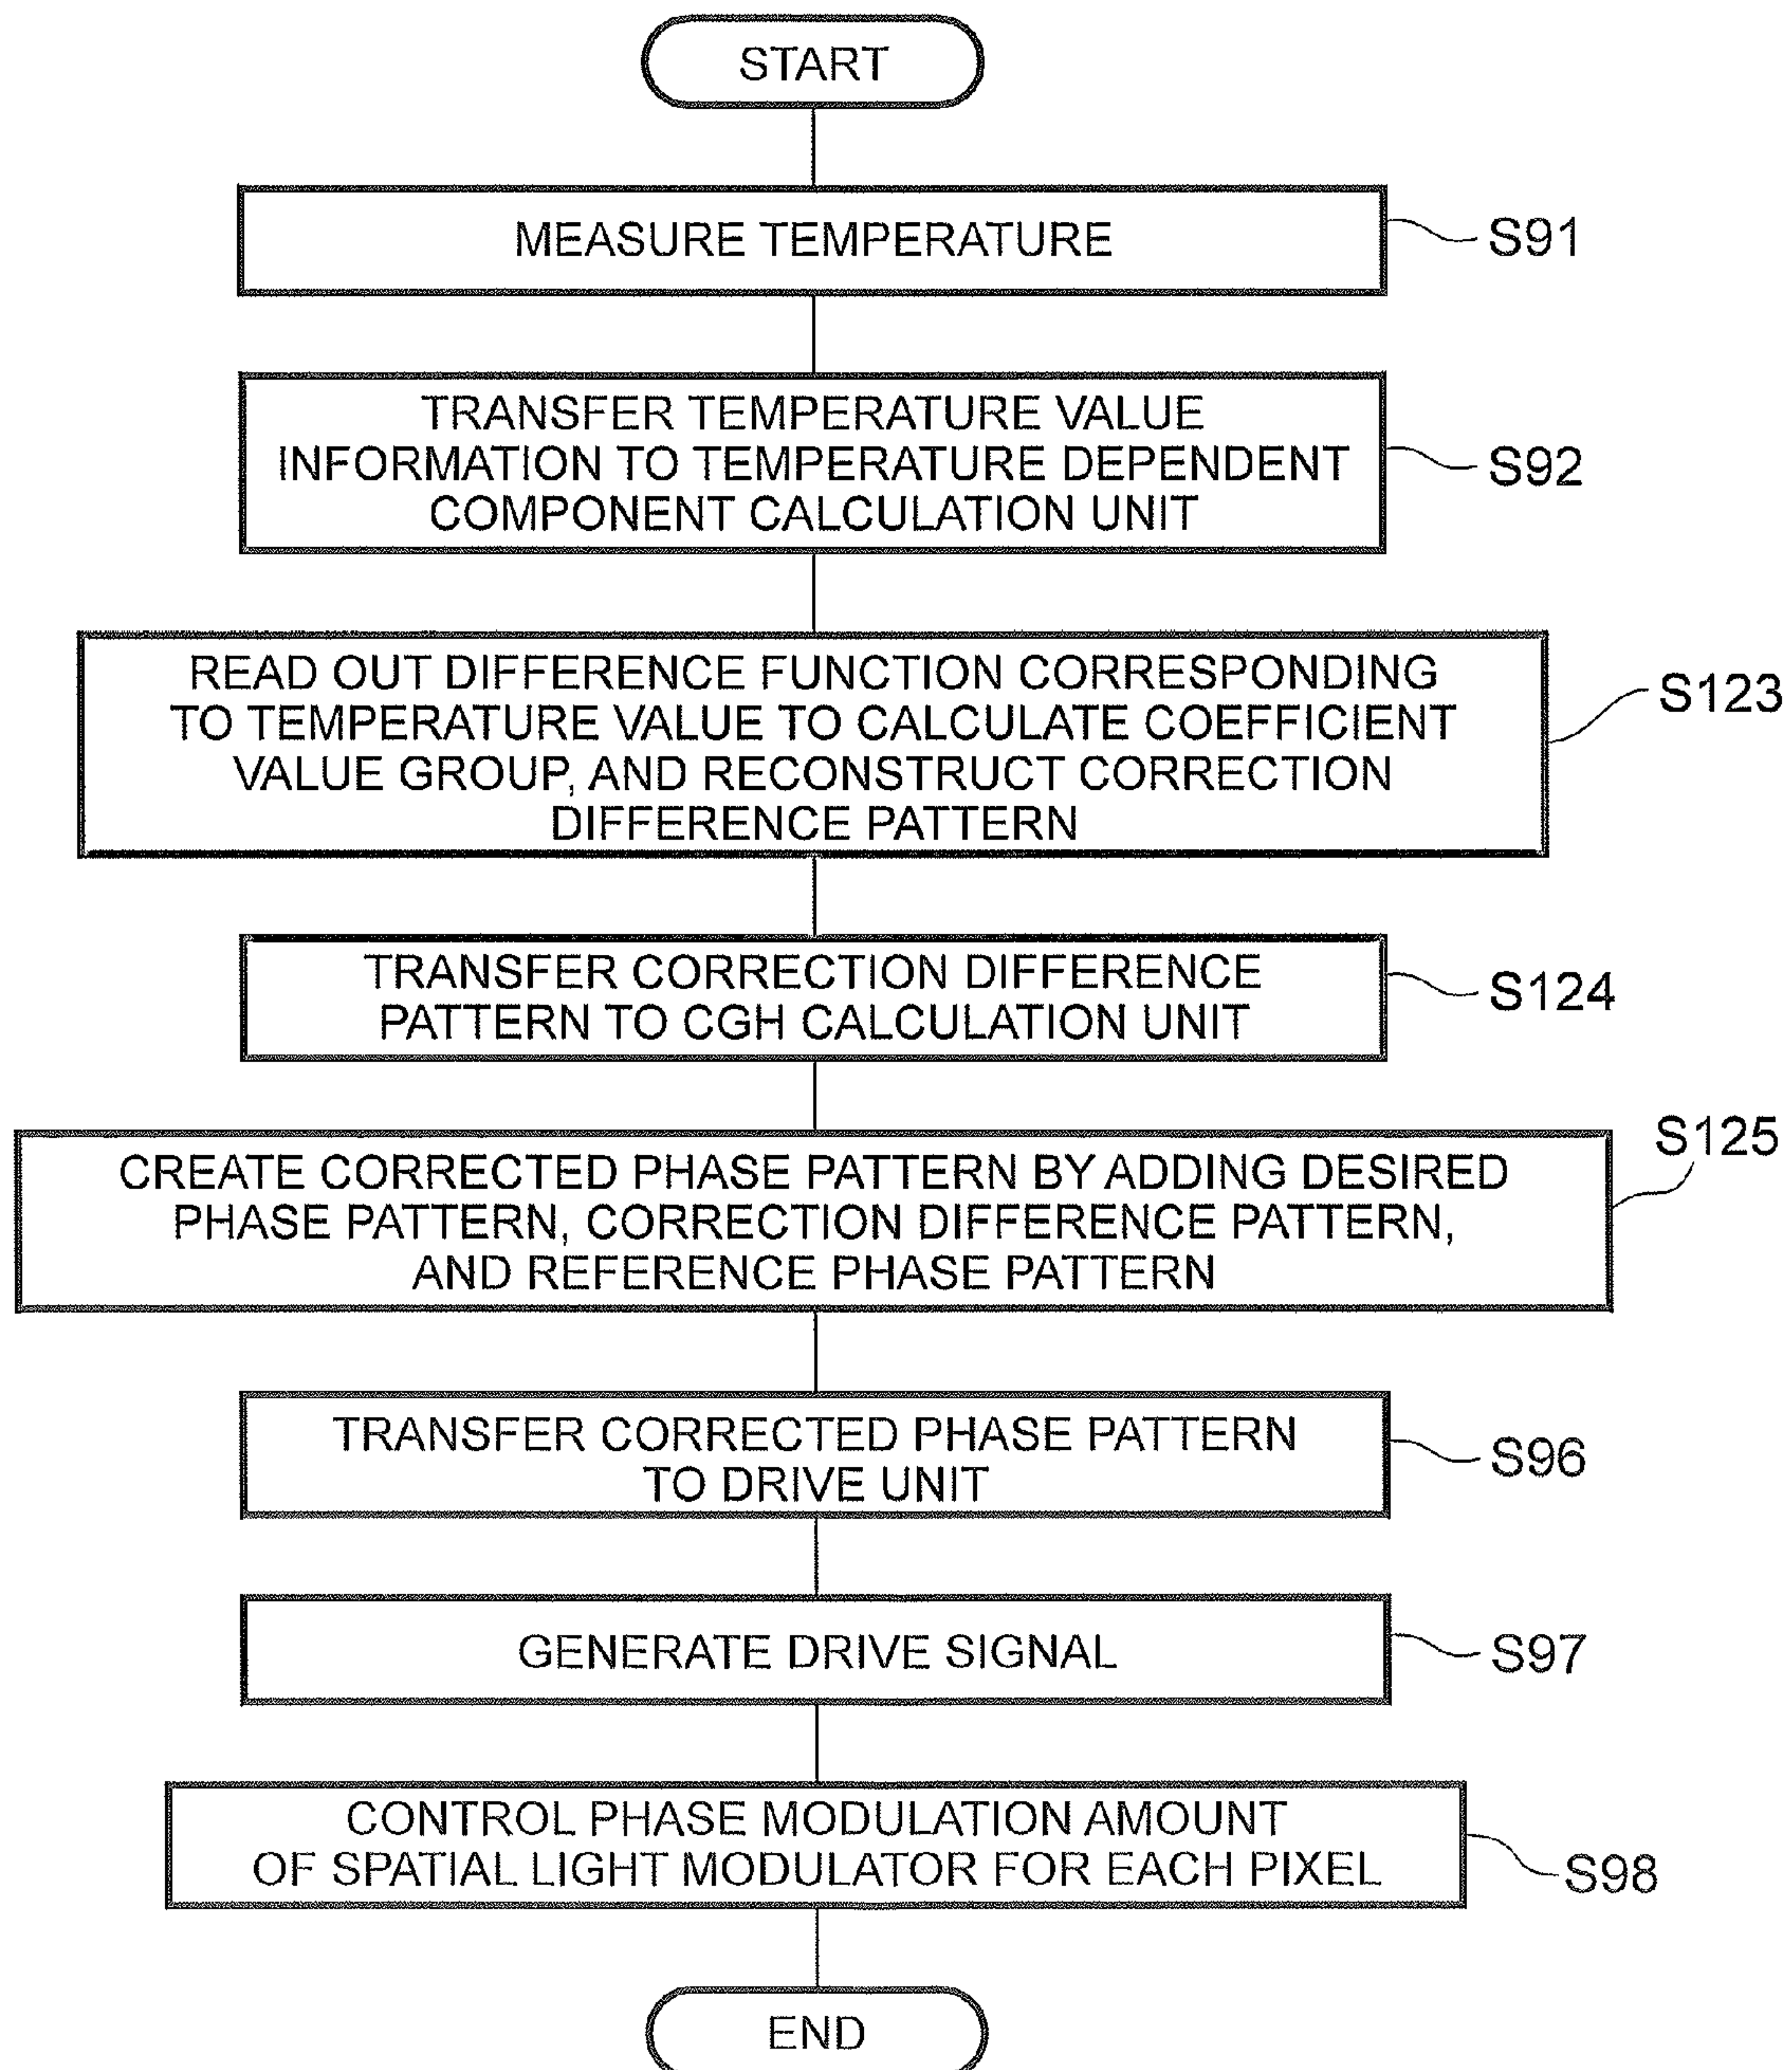 START
MEASURE TEMPERATURE
S91
TRANSFER TEMPERATURE VALUE
INFORMATION TO TEMPERATURE DEPENDENT
COMPONENT CALCULATION UNIT
S92
READ OUT DIFFERENCE FUNCTION CORRESPONDING
TO TEMPERATURE VALUE TO CALCULATE COEFFICIENT
VALUE GROUP, AND RECONSTRUCT CORRECTION
DIFFERENCE PATTERN
S123
TRANSFER CORRECTION DIFFERENCE
PATTERN TO CGH CALCULATION UNIT
S124
CREATE CORRECTED PHASE PATTERN BY ADDING DESIRED
PHASE PATTERN, CORRECTION DIFFERENCE PATTERN,
AND REFERENCE PHASE PATTERN
S125
TRANSFER CORRECTED PHASE PATTERN
TO DRIVE UNIT
S96
GENERATE DRIVE SIGNAL
S97
CONTROL PHASE MODULATION AMOUNT
OF SPATIAL LIGHT MODULATOR FOR EACH PIXEL
S98
END